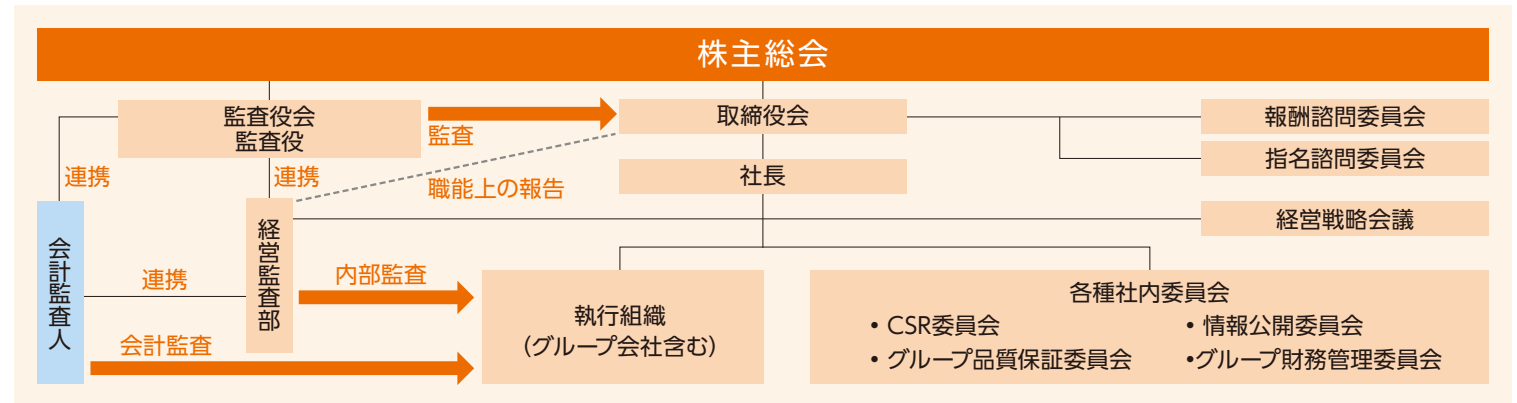 株主総会
監査役会
監査役
監査
取締役会
報酬諮問委員会
指名諮問委員会
連携
連携
職能上の報告
社長
経営戦略会議
会計監査人
連携
経営監査部
内部監査
会計監査
執行組織
(グループ会社含む)
各種社内委員会
・CSR委員会
・情報公開委員会
・グループ品質保証委員会
・グループ財務管理委員会